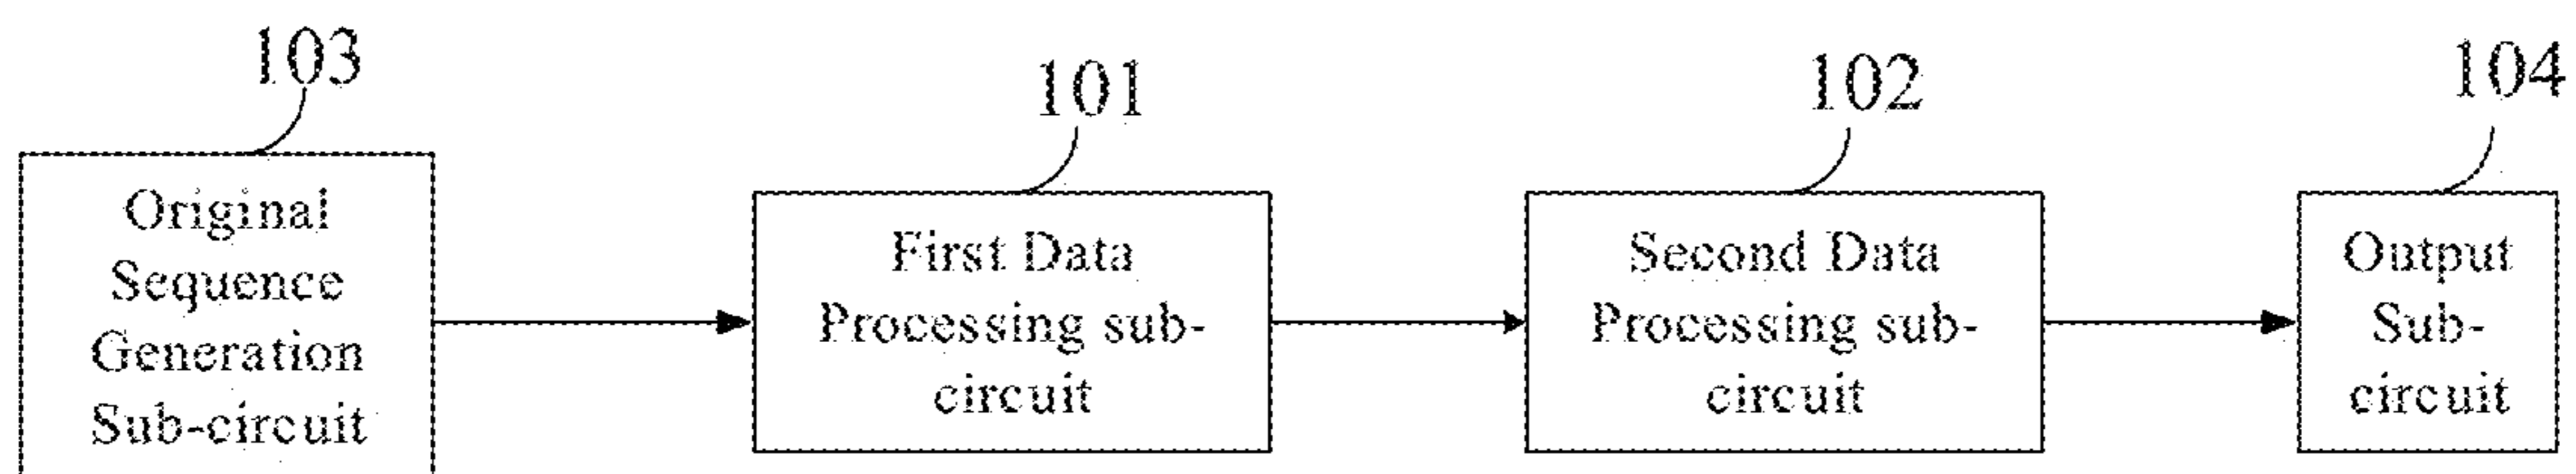 103
101
102
104
Original
Sequence
Generation
Sub-circuit
First Data
Processing sub-
circuit
Second Data
Processing sub-
circuit
Output
Sub-
circuit